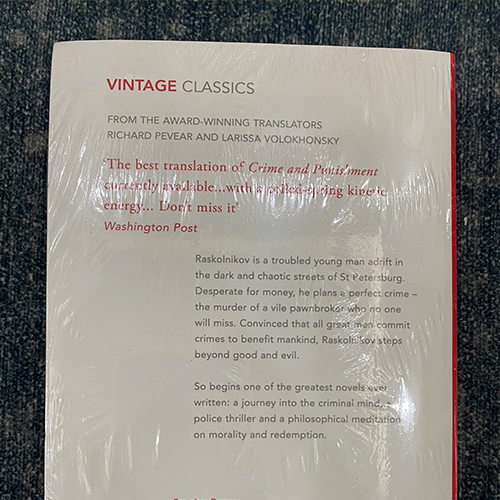 VINTAGE CLASSICS
FROM THE AWARD-WINNING TRANSLATORS
RICHARD PEVEAR AND LARISSA VOLOKHONSKY
‘The best translation of Crime and Punishment
currently available...with a coiled-spring kinetic
energy... Don't miss it’
Washington Post
Raskolnikov is a troubled young man adrift in
the dark and chaotic streets of St Petersburg.
Desperate for money, he plans a perfect crime –
the murder of a vile pawnbroker who no one
will miss. Convinced that all great men commit
crimes to benefit mankind, Raskolnikov steps
beyond good and evil.
So begins one of the greatest novels ever
written: a journey into the criminal mind, a
police thriller and a philosophical meditation
on morality and redemption.